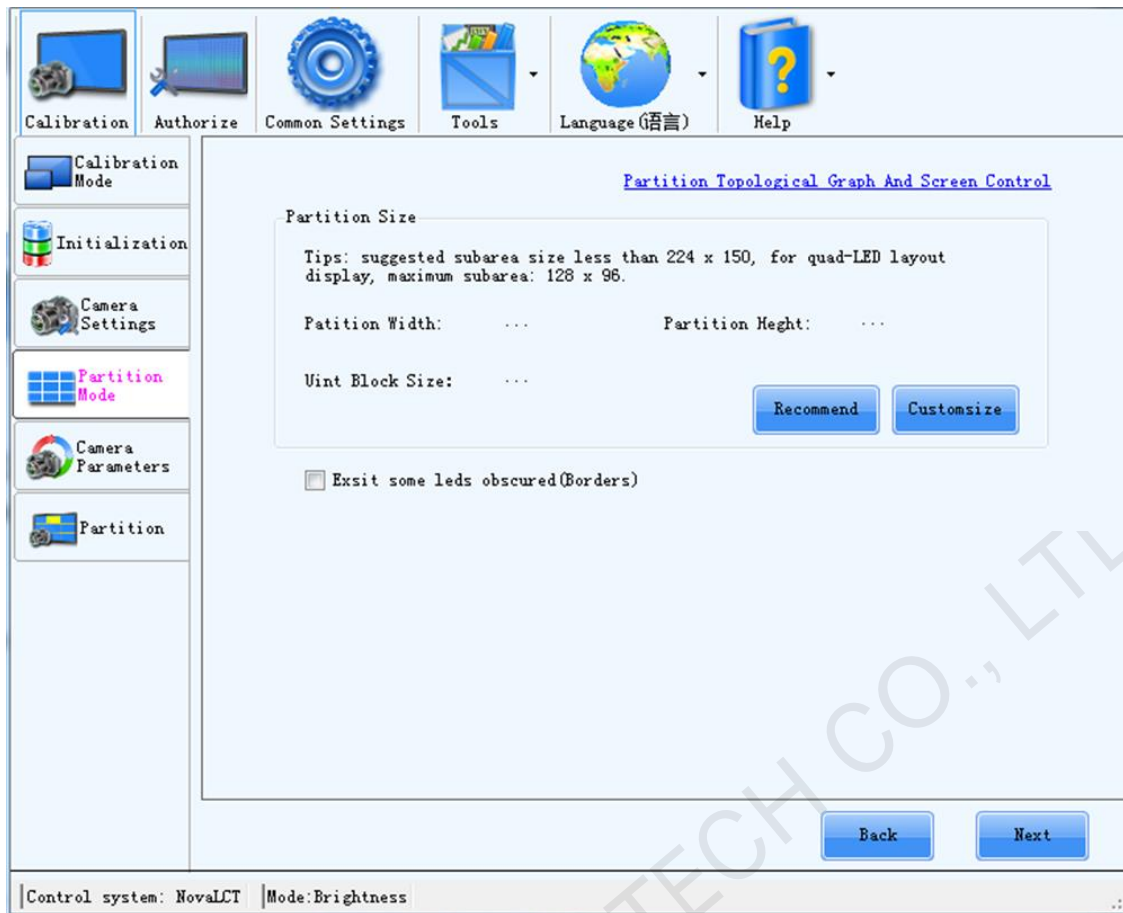 Calibration Authorize Common Settings Tools Language(语言) Help
Calibration
Mode
Initialization
Camera
Settings
Partition
Mode
Camera
Parameters
Partition
Partition Topological Graph And Screen Control
Partition Size
Tips: suggested subarea size less than 224 x 150, for quad-LED layout
display, maximum subarea: 128 x 96.
Patition Width: ... Partition Heght: ...
Uint Block Size: ...
Recommend Customsize
Exsit some leds obscured(Borders)
Back Next
Control system: NovaLCT Mode:Brightness
TECH CO., LTD